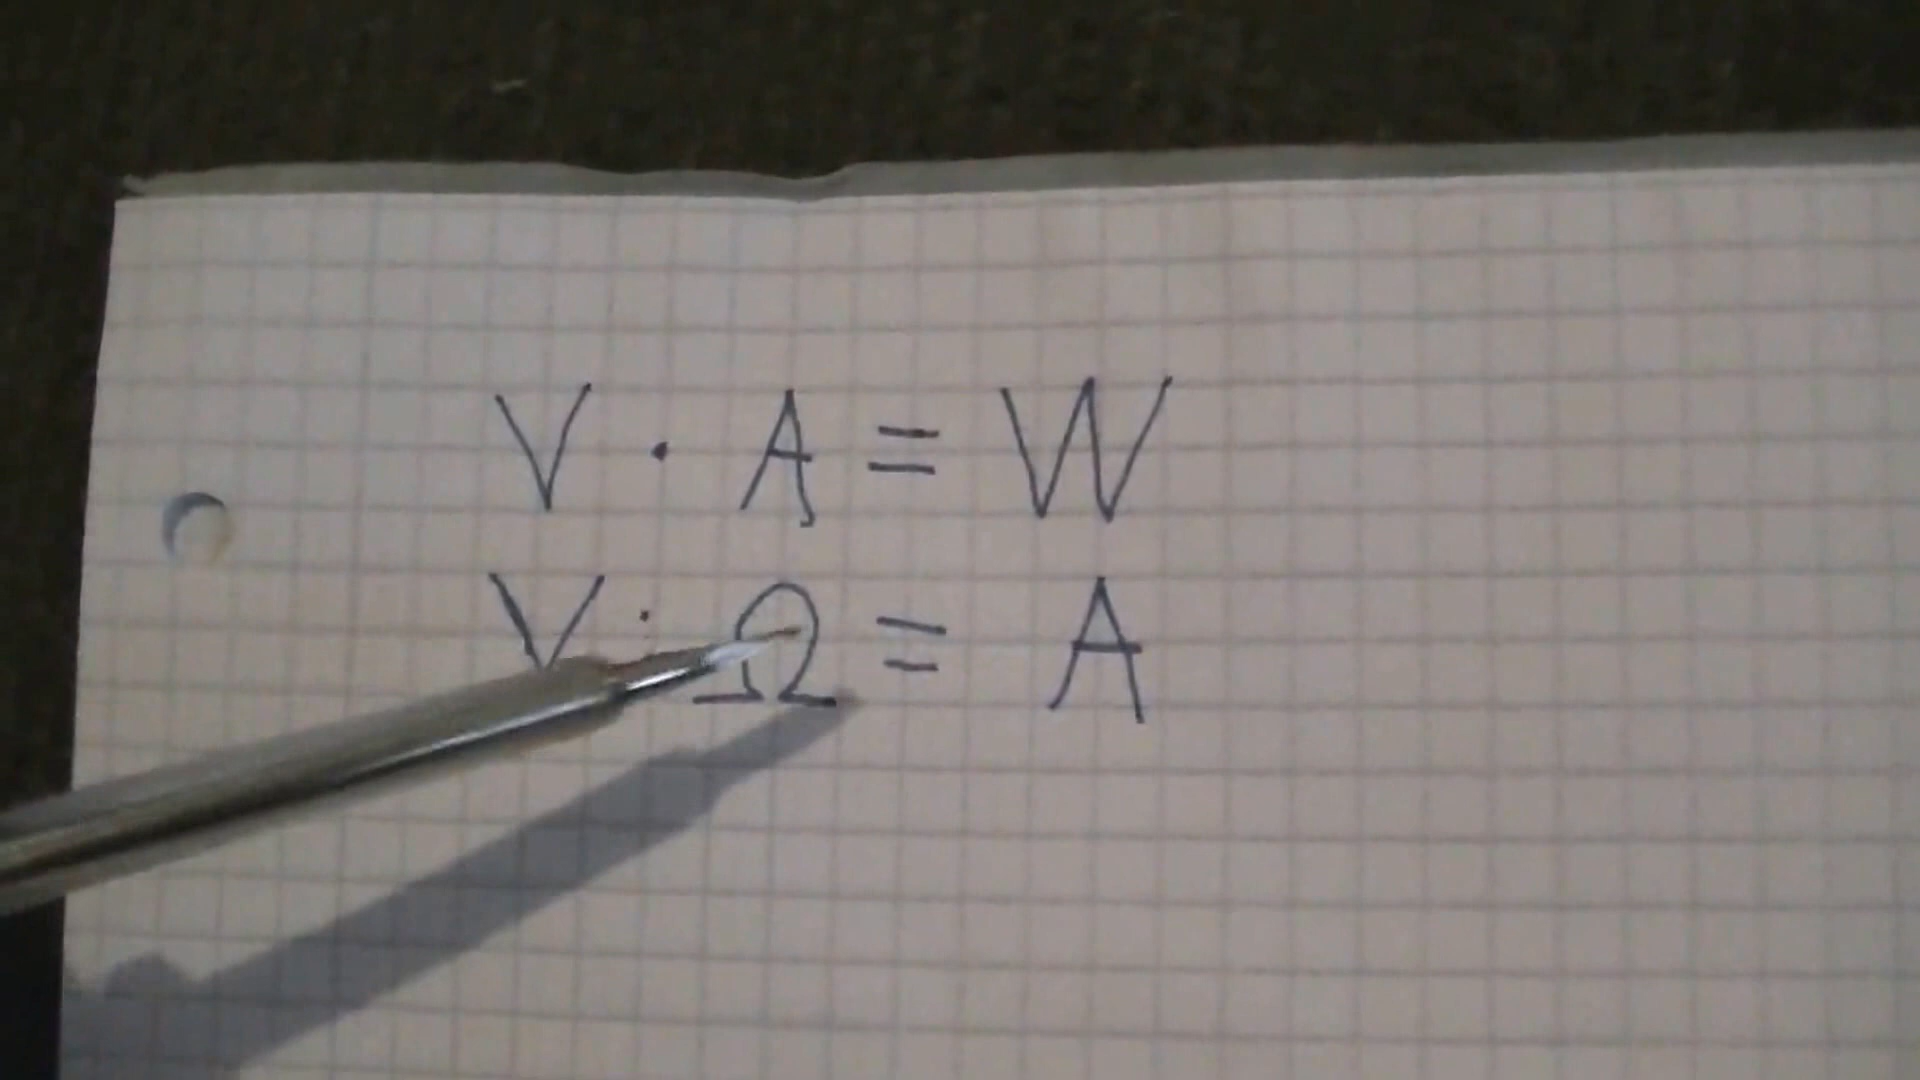 V · A = W
V : Ω = A